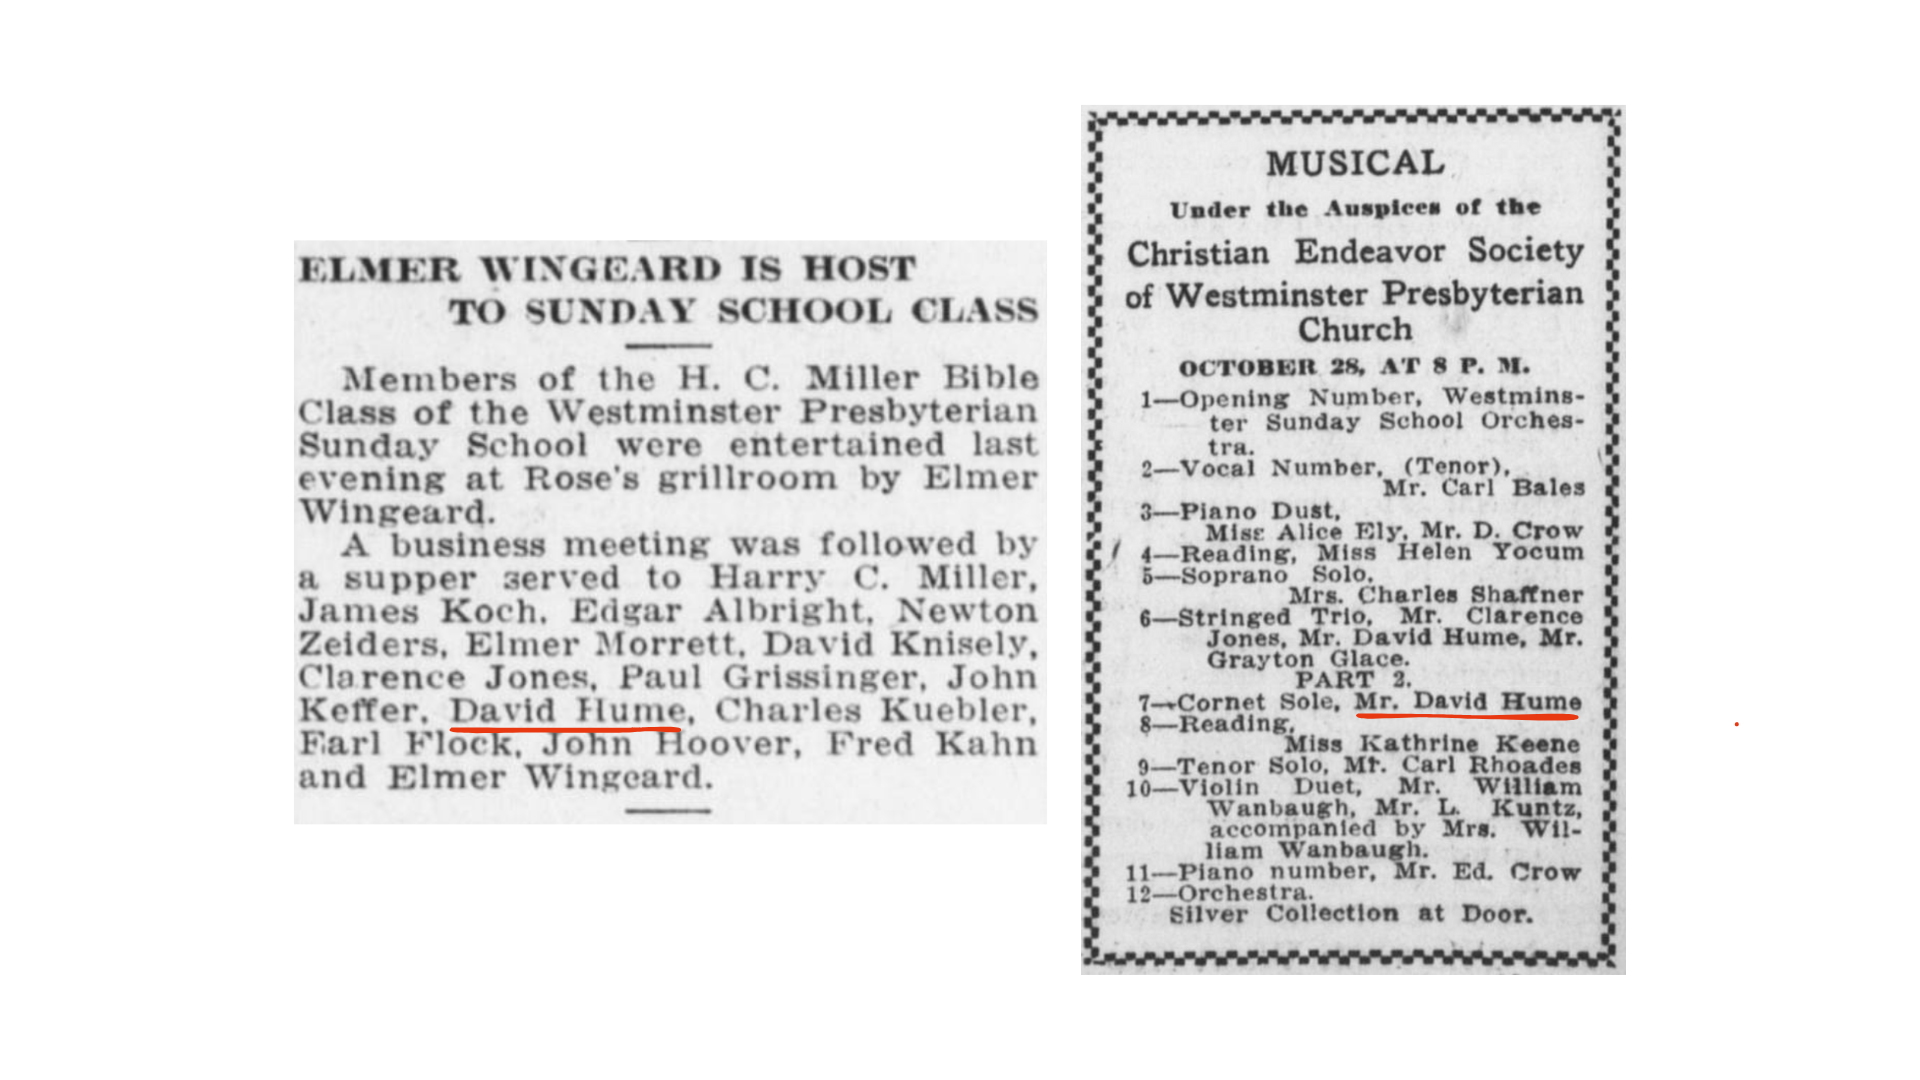 ELMER WINGEARD IS HOST
TO SUNDAY SCHOOL CLASS
Members of the H. C. Miller Bible
Class of the Westminster Presbyterian
Sunday School were entertained last
evening at Rose's grillroom by Elmer
Wingeard.
A business meeting was followed by
a supper served to Harry C. Miller,
James Koch, Edgar Albright, Newton
Zeiders, Elmer Morrett, David Knisely,
Clarence Jones, Paul Grissinger, John
Keffer, David Hume, Charles Kuebler,
Earl Flock, John Hoover, Fred Kahn
and Elmer Wingeard.
MUSICAL
Under the Auspices of the
Christian Endeavor Society
of Westminster Presbyterian
Church
OCTOBER 28, AT 8 P. M.
1—Opening Number, Westmins-
ter Sunday School Orches-
tra.
2—Vocal Number, (Tenor),
Mr. Carl Bales
3—Piano Dust,
Miss Alice Ely, Mr. D. Crow
4—Reading, Miss Helen Yocum
5—Soprano Solo,
Mrs. Charles Shaffner
6—Stringed Trio, Mr. Clarence
Jones, Mr. David Hume, Mr.
Grayton Glace.
PART 2.
7—Cornet Sole, Mr. David Hume
8—Reading,
Miss Kathrine Keene
9—Tenor Solo, Mr. Carl Rhoades
10—Violin Duet, Mr. William
Wanbaugh, Mr. L. Kuntz,
accompanied by Mrs. Wil-
liam Wanbaugh.
11—Piano number, Mr. Ed. Crow
12—Orchestra.
Silver Collection at Door.